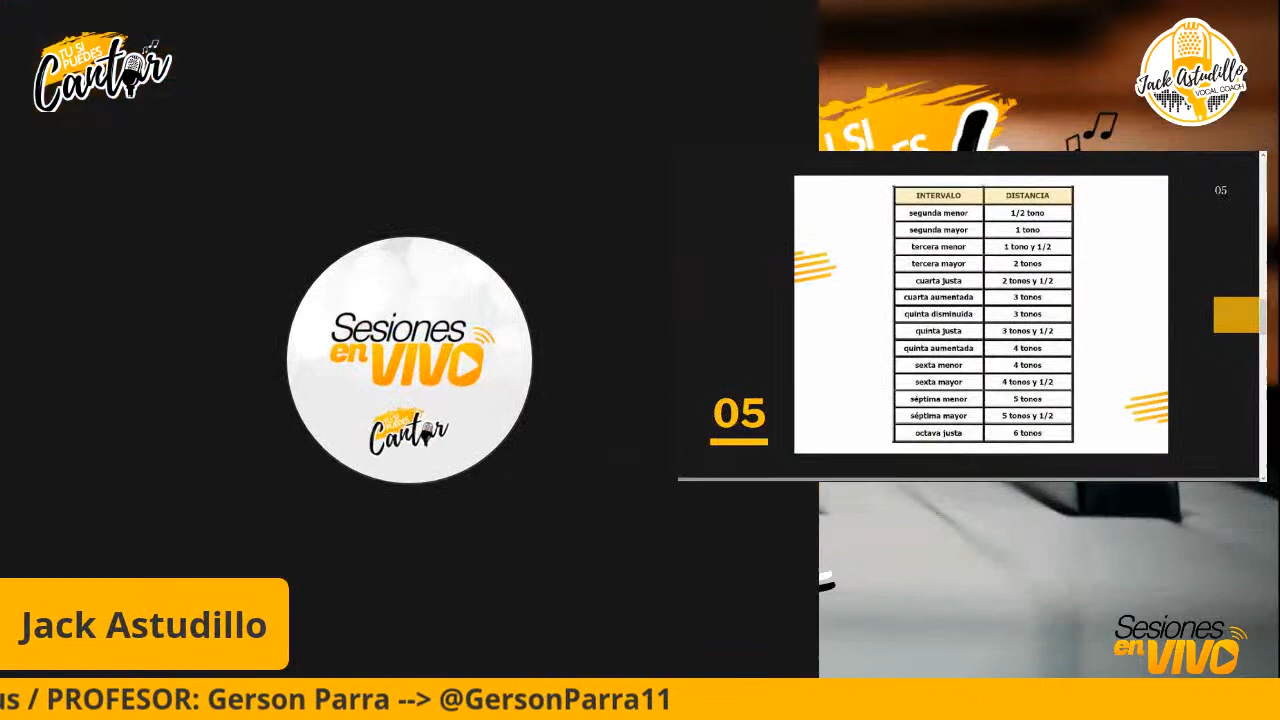 TU SI
PUEDES
Cantar
Jack Astudillo
VOCAL COACH
05
INTERVALO DISTANCIA
segunda menor 1/2 tono
segunda mayor 1 tono
tercera menor 1 tono y 1/2
tercera mayor 2 tonos
cuarta justa 2 tonos y 1/2
cuarta aumentada 3 tonos
quinta disminuida 3 tonos
quinta justa 3 tonos y 1/2
quinta aumentada 4 tonos
sexta menor 4 tonos
sexta mayor 4 tonos y 1/2
séptima menor 5 tonos
séptima mayor 5 tonos y 1/2
octava justa 6 tonos
05
Sesiones
en VIVO
Cantar
Jack Astudillo
Sesiones
en VIVO
us / PROFESOR: Gerson Parra --> @GersonParra11